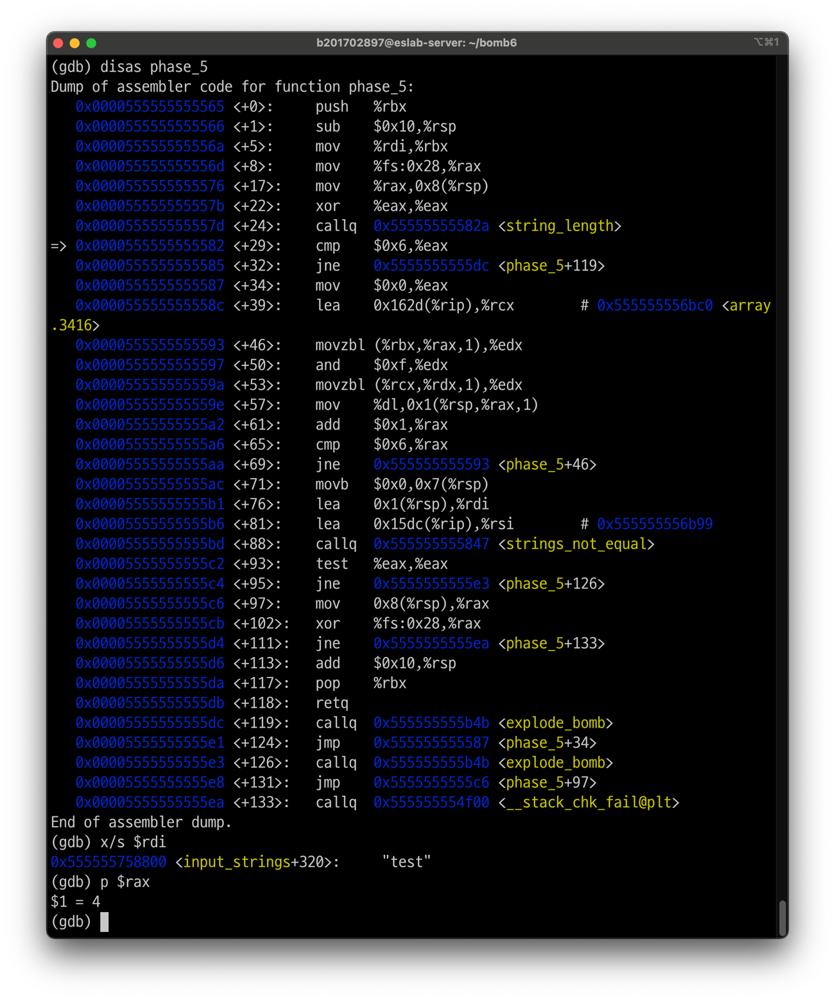 b201702897@eslab-server: ~/bomb6
⌥⌘1
(gdb) disas phase_5
Dump of assembler code for function phase_5:
   0x0000555555555565 <+0>:     push   %rbx
   0x0000555555555566 <+1>:     sub    $0x10,%rsp
   0x000055555555556a <+5>:     mov    %rdi,%rbx
   0x000055555555556d <+8>:     mov    %fs:0x28,%rax
   0x0000555555555576 <+17>:    mov    %rax,0x8(%rsp)
   0x000055555555557b <+22>:    xor    %eax,%eax
   0x000055555555557d <+24>:    callq  0x55555555582a <string_length>
=> 0x0000555555555582 <+29>:    cmp    $0x6,%eax
   0x0000555555555585 <+32>:    jne    0x5555555555dc <phase_5+119>
   0x0000555555555587 <+34>:    mov    $0x0,%eax
   0x000055555555558c <+39>:    lea    0x162d(%rip),%rcx        # 0x555555556bc0 <array
.3416>
   0x0000555555555593 <+46>:    movzbl (%rbx,%rax,1),%edx
   0x0000555555555597 <+50>:    and    $0xf,%edx
   0x000055555555559a <+53>:    movzbl (%rcx,%rdx,1),%edx
   0x000055555555559e <+57>:    mov    %dl,0x1(%rsp,%rax,1)
   0x00005555555555a2 <+61>:    add    $0x1,%rax
   0x00005555555555a6 <+65>:    cmp    $0x6,%rax
   0x00005555555555aa <+69>:    jne    0x555555555593 <phase_5+46>
   0x00005555555555ac <+71>:    movb   $0x0,0x7(%rsp)
   0x00005555555555b1 <+76>:    lea    0x1(%rsp),%rdi
   0x00005555555555b6 <+81>:    lea    0x15dc(%rip),%rsi        # 0x555555556b99
   0x00005555555555bd <+88>:    callq  0x555555555847 <strings_not_equal>
   0x00005555555555c2 <+93>:    test   %eax,%eax
   0x00005555555555c4 <+95>:    jne    0x5555555555e3 <phase_5+126>
   0x00005555555555c6 <+97>:    mov    0x8(%rsp),%rax
   0x00005555555555cb <+102>:   xor    %fs:0x28,%rax
   0x00005555555555d4 <+111>:   jne    0x5555555555ea <phase_5+133>
   0x00005555555555d6 <+113>:   add    $0x10,%rsp
   0x00005555555555da <+117>:   pop    %rbx
   0x00005555555555db <+118>:   retq
   0x00005555555555dc <+119>:   callq  0x555555555b4b <explode_bomb>
   0x00005555555555e1 <+124>:   jmp    0x555555555587 <phase_5+34>
   0x00005555555555e3 <+126>:   callq  0x555555555b4b <explode_bomb>
   0x00005555555555e8 <+131>:   jmp    0x5555555555c6 <phase_5+97>
   0x00005555555555ea <+133>:   callq  0x555555554f00 <__stack_chk_fail@plt>
End of assembler dump.
(gdb) x/s $rdi
0x555555758800 <input_strings+320>:     "test"
(gdb) p $rax
$1 = 4
(gdb)